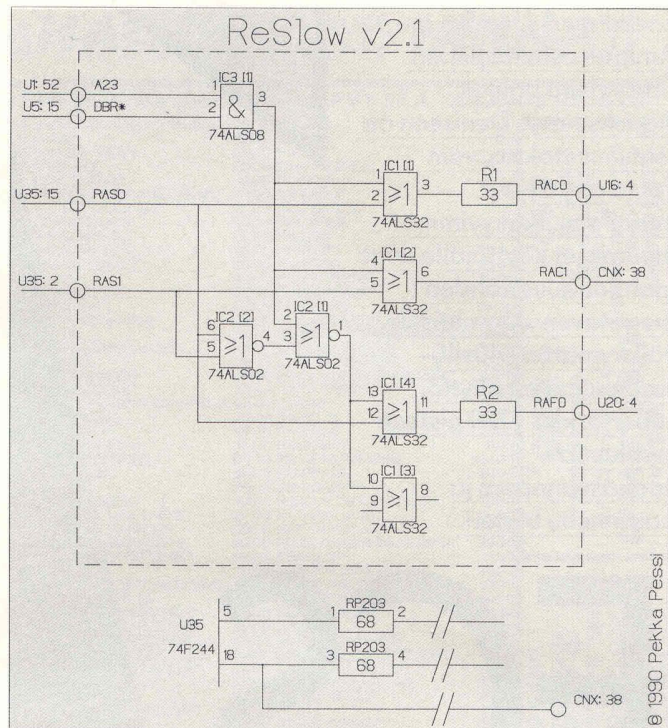 ReSlow v2.1
U1: 52 A23
U5: 15 DBR*
IC3 [1]
1
2
3
&
74ALS08
U35: 15 RAS0
IC1 [1]
1
2
3
≥1
74ALS32
R1
33
RAC0 U16: 4
IC1 [2]
4
5
6
≥1
74ALS32
RAC1 CNX: 38
U35: 2 RAS1
IC2 [2]
6
5
4
≥1
74ALS02
IC2 [1]
2
3
1
≥1
74ALS02
IC1 [4]
13
12
11
≥1
74ALS32
R2
33
RAF0 U20: 4
IC1 [3]
10
9
8
≥1
74ALS32
U35
74F244
5
18
RP203
1
68
2
RP203
3
68
4
CNX: 38
© 1990 Pekka Pessi